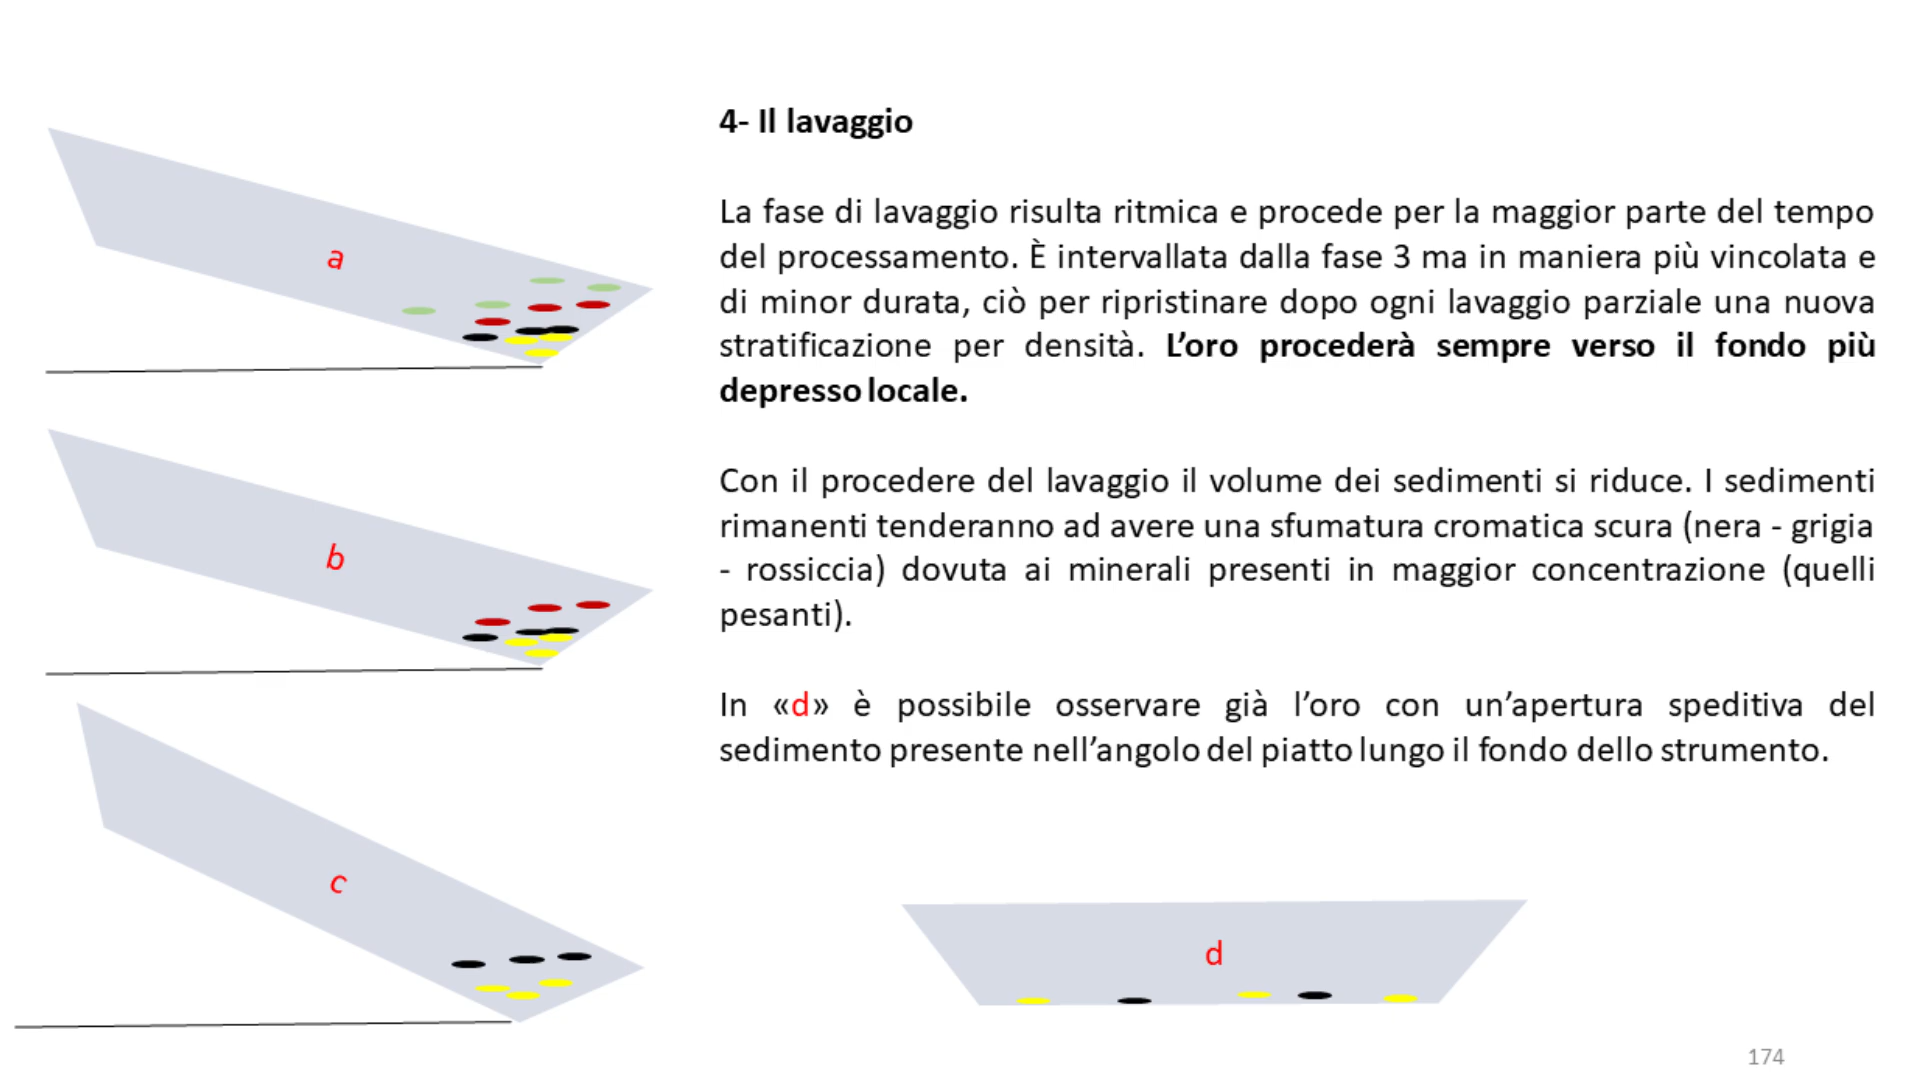 4- Il lavaggio
La fase di lavaggio risulta ritmica e procede per la maggior parte del tempo
del processamento. È intervallata dalla fase 3 ma in maniera più vincolata e
di minor durata, ciò per ripristinare dopo ogni lavaggio parziale una nuova
stratificazione per densità. L’oro procederà sempre verso il fondo più
depresso locale.
Con il procedere del lavaggio il volume dei sedimenti si riduce. I sedimenti
rimanenti tenderanno ad avere una sfumatura cromatica scura (nera - grigia
- rossiccia) dovuta ai minerali presenti in maggior concentrazione (quelli
pesanti).
In «d» è possibile osservare già l’oro con un’apertura speditiva del
sedimento presente nell’angolo del piatto lungo il fondo dello strumento.
a
b
c
d
174